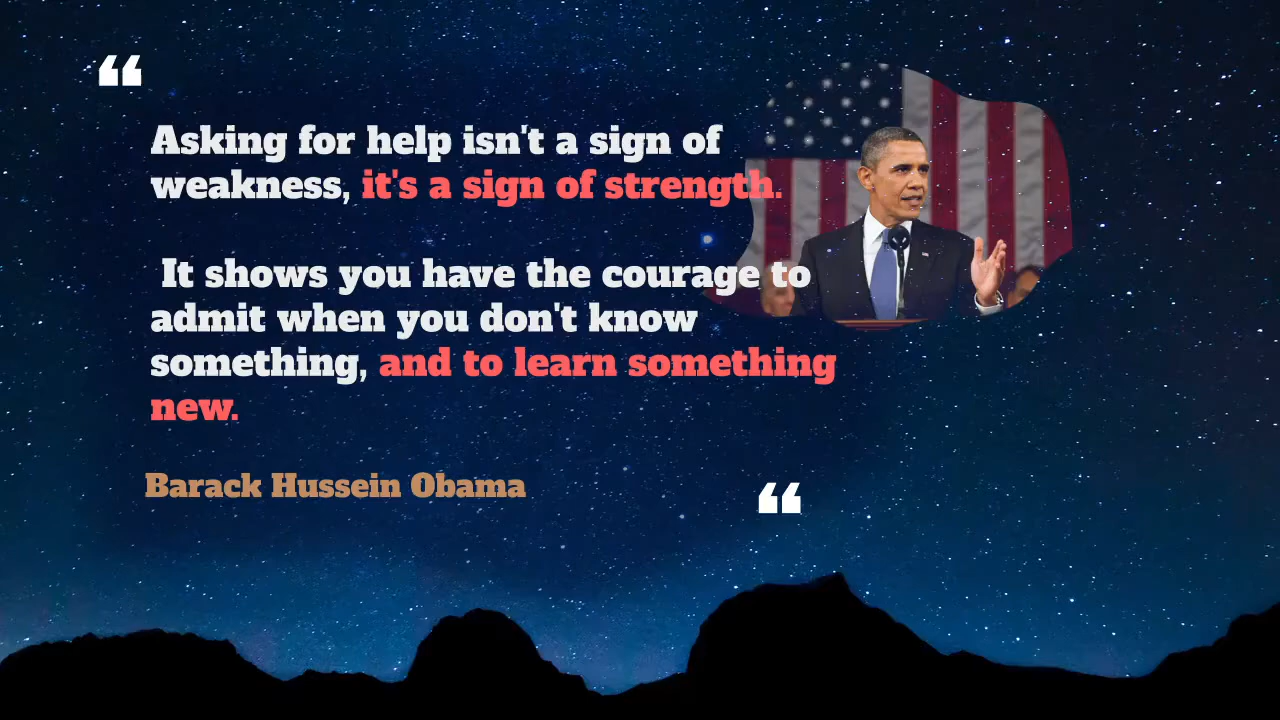 ❝
Asking for help isn't a sign of
weakness, it's a sign of strength.
It shows you have the courage to
admit when you don't know
something, and to learn something
new.
Barack Hussein Obama
❝